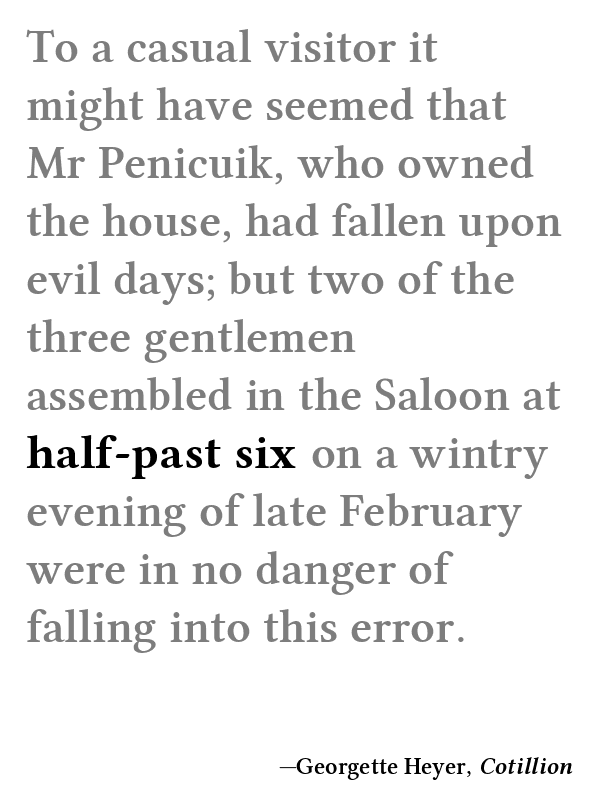 To a casual visitor it
might have seemed that
Mr Penicuik, who owned
the house, had fallen upon
evil days; but two of the
three gentlemen
assembled in the Saloon at
half-past six on a wintry
evening of late February
were in no danger of
falling into this error.
—Georgette Heyer, Cotillion